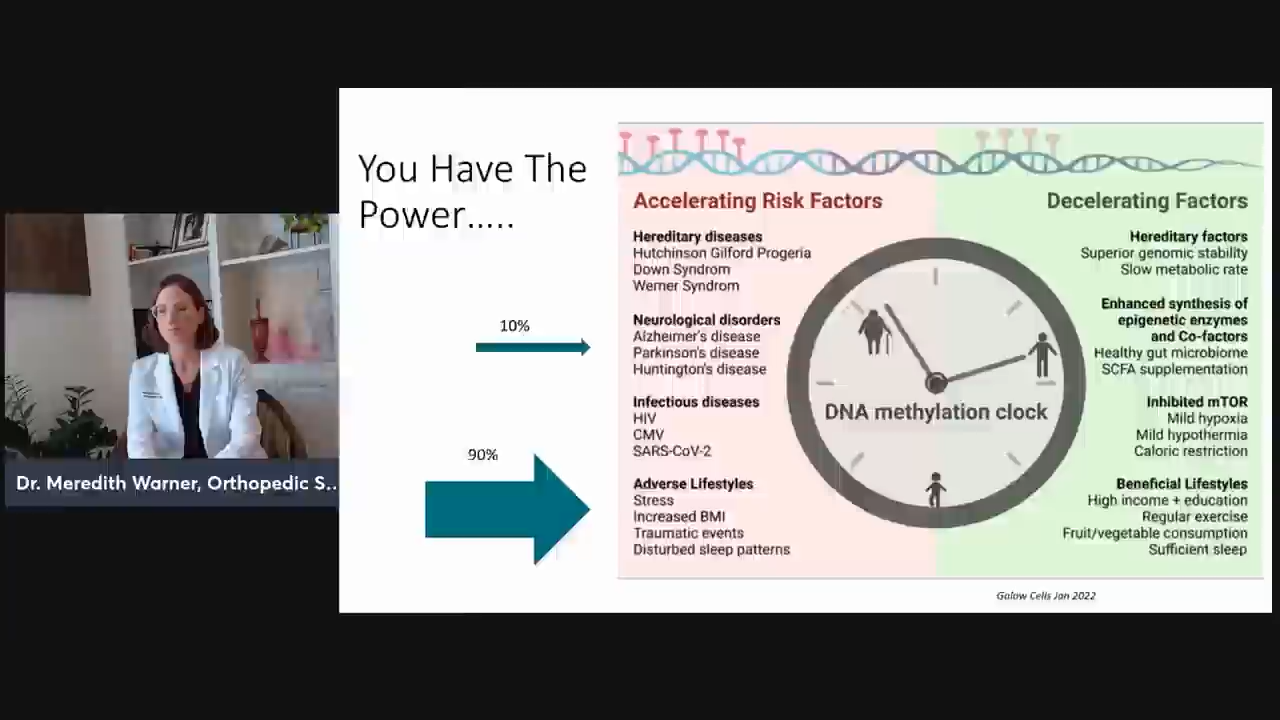 You Have The
Power.....
10%
90%
Accelerating Risk Factors
Hereditary diseases
Hutchinson Gilford Progeria
Down Syndrom
Werner Syndrom
Neurological disorders
Alzheimer's disease
Parkinson's disease
Huntington's disease
Infectious diseases
HIV
CMV
SARS-CoV-2
Adverse Lifestyles
Stress
Increased BMI
Traumatic events
Disturbed sleep patterns
DNA methylation clock
Decelerating Factors
Hereditary factors
Superior genomic stability
Slow metabolic rate
Enhanced synthesis of
epigenetic enzymes
and Co-factors
Healthy gut microbiome
SCFA supplementation
Inhibited mTOR
Mild hypoxia
Mild hypothermia
Caloric restriction
Beneficial Lifestyles
High income + education
Regular exercise
Fruit/vegetable consumption
Sufficient sleep
Galow Cells Jan 2022
Dr. Meredith Warner, Orthopedic S..